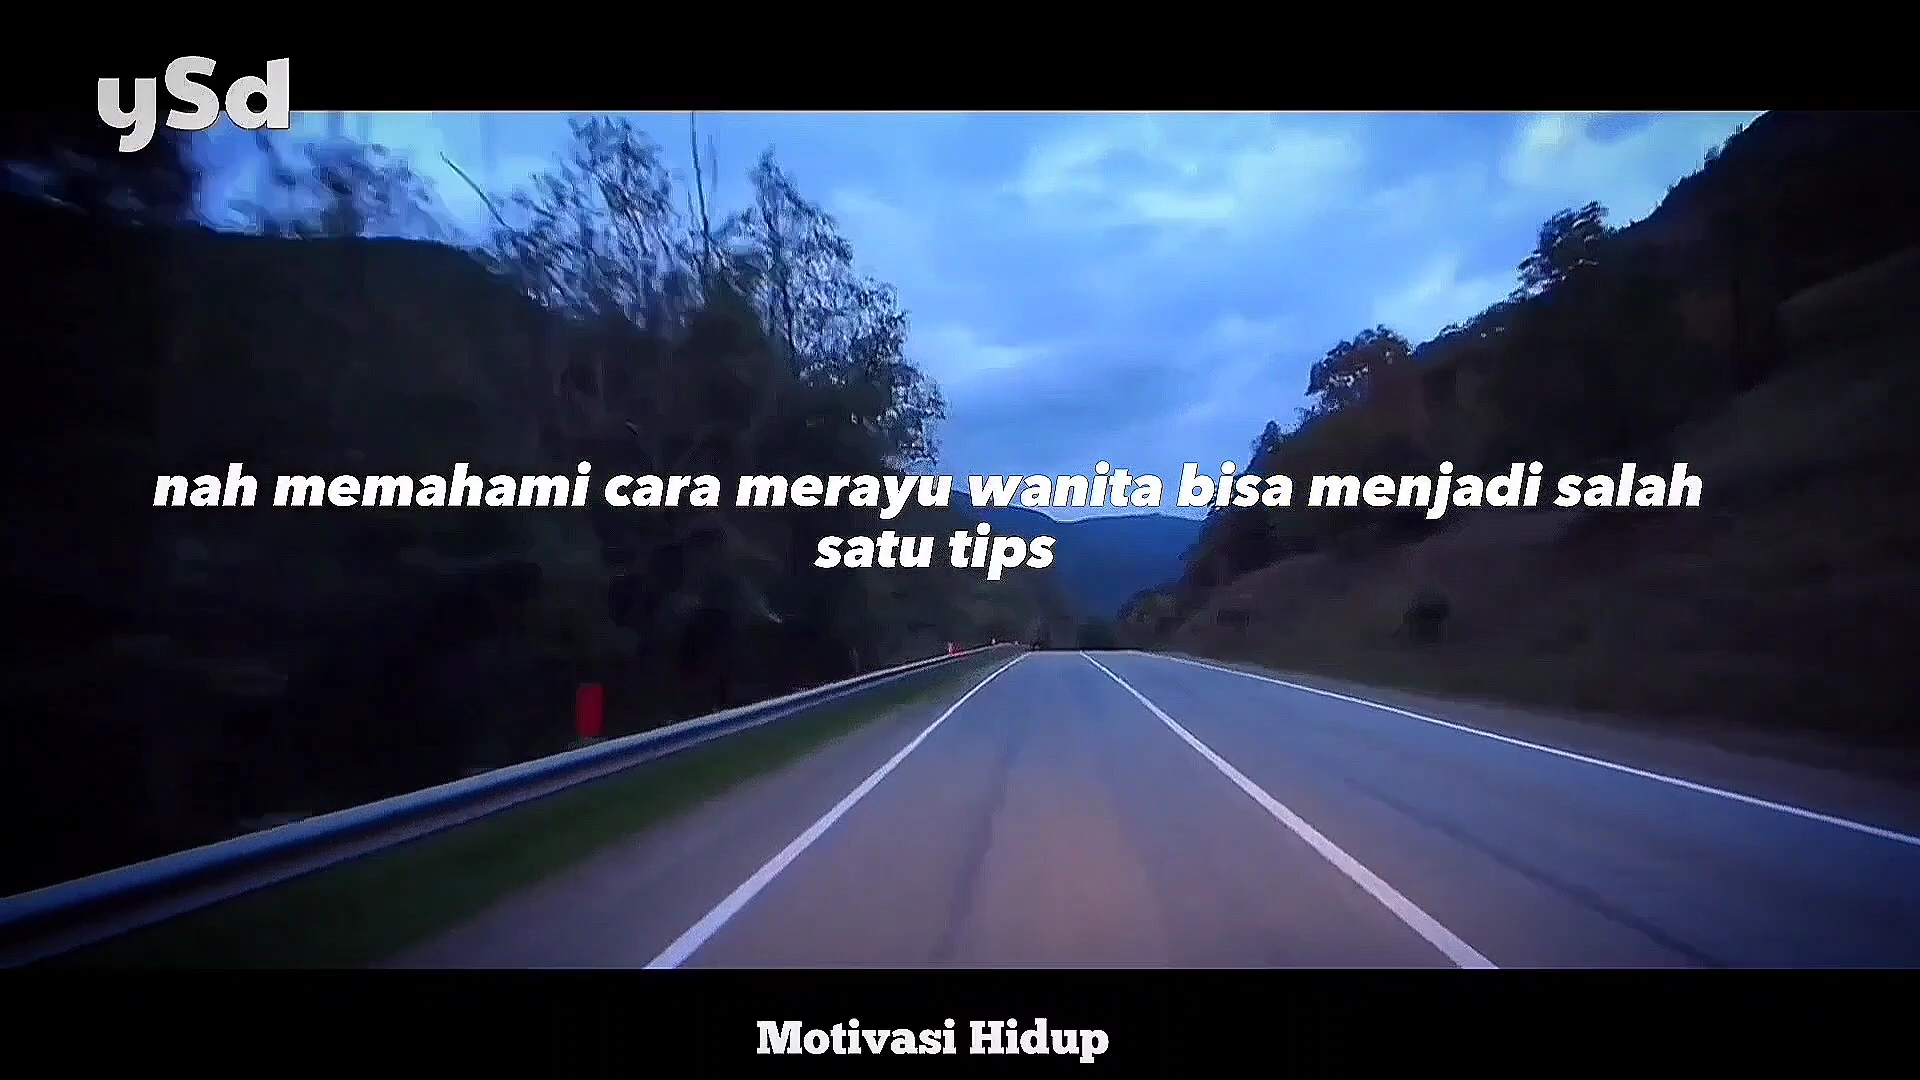 ySd
nah memahami cara merayu wanita bisa menjadi salah
satu tips
Motivasi Hidup